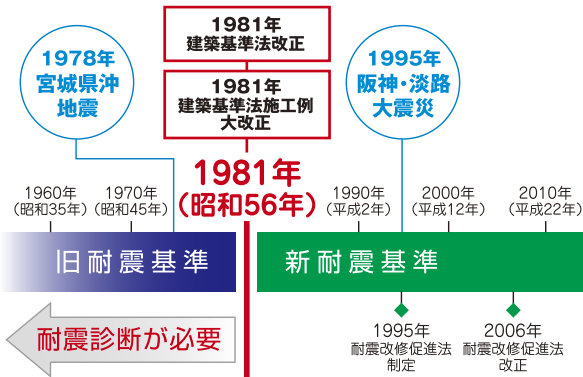 1978年
宮城県沖
地震
1981年
建築基準法改正
1981年
建築基準法施工例
大改正
1995年
阪神・淡路
大震災
1981年
（昭和56年）
1960年
（昭和35年）
1970年
（昭和45年）
1990年
（平成2年）
2000年
（平成12年）
2010年
（平成22年）
旧耐震基準
新耐震基準
耐震診断が必要
1995年
耐震改修促進法
制定
2006年
耐震改修促進法
改正